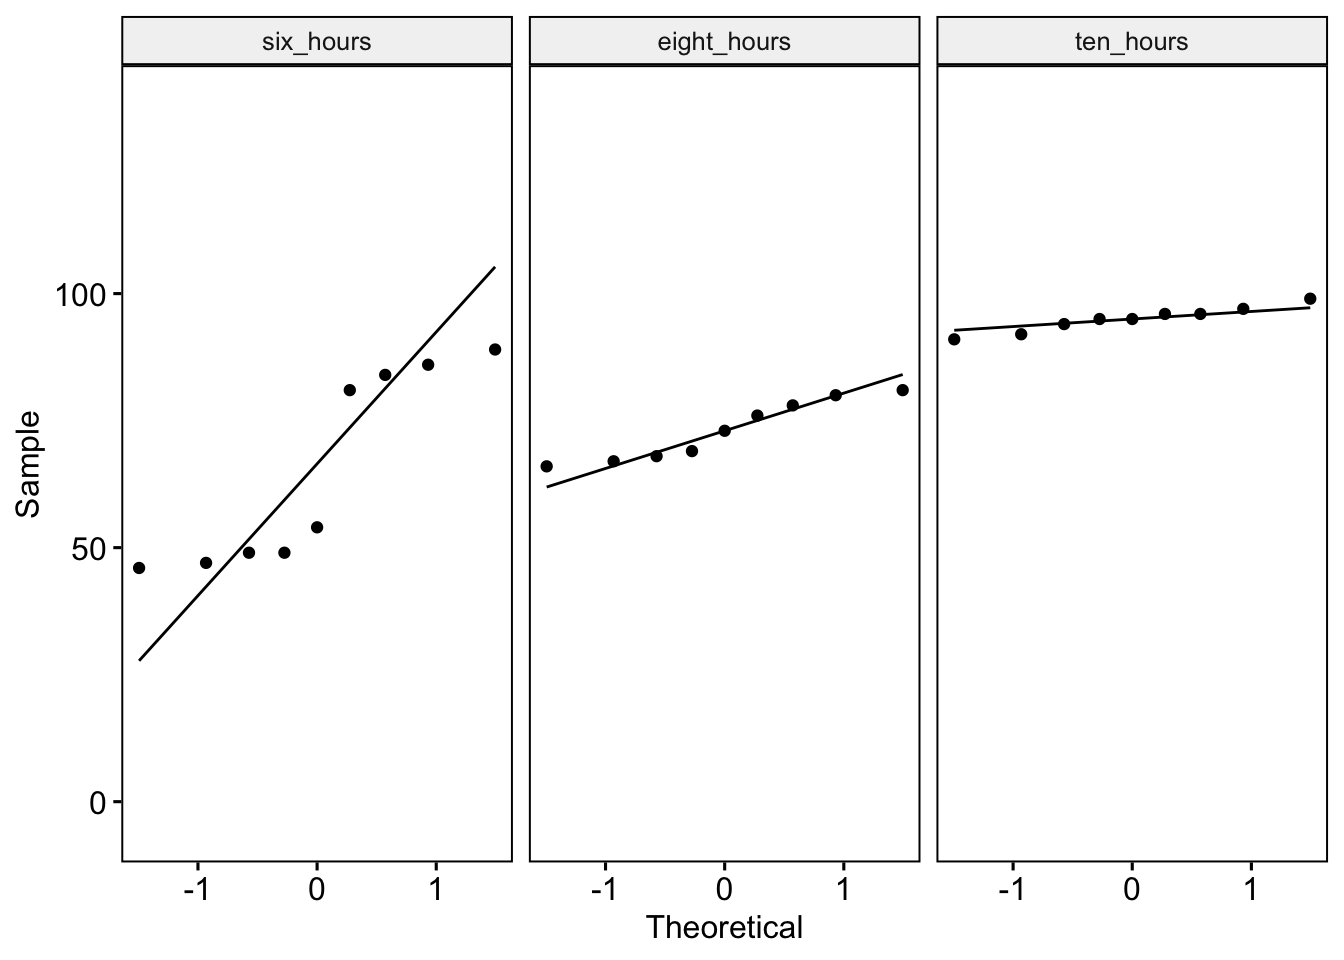 six_hours
eight_hours
ten_hours
Sample
100
50
0
-1 0 1
-1 0 1
-1 0 1
Theoretical